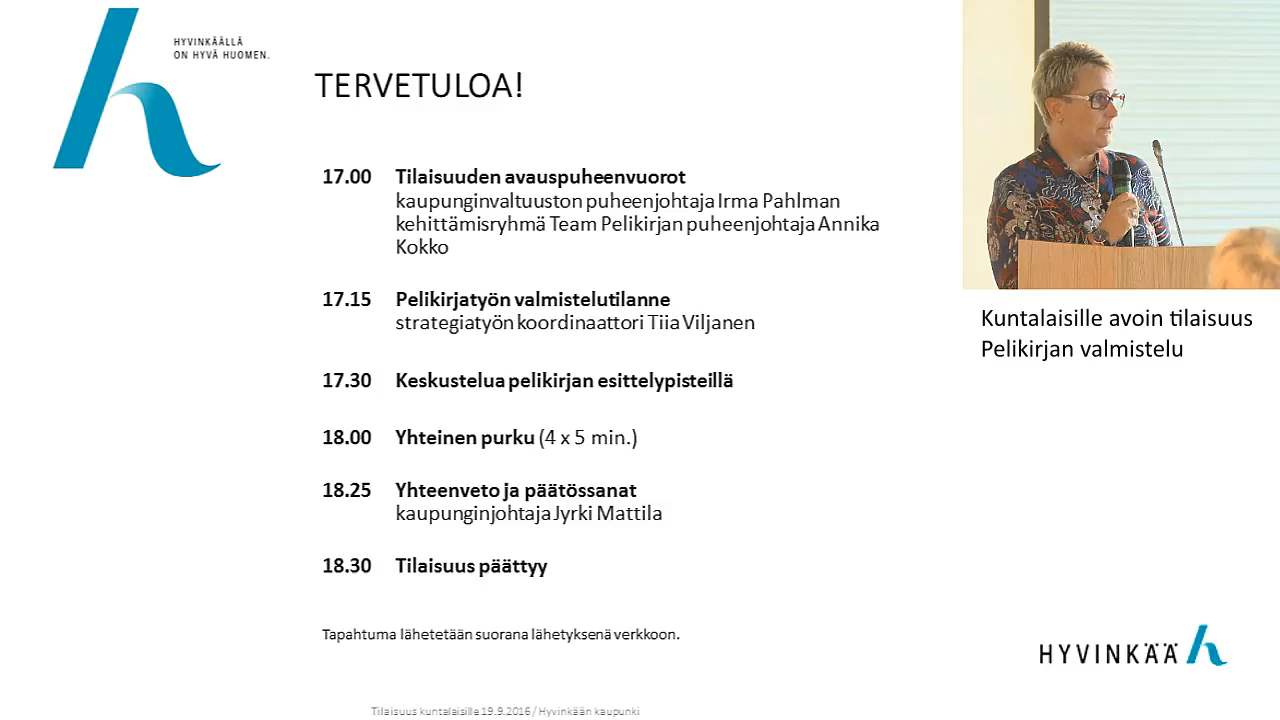 HYVINKÄÄLLÄ
ON HYVÄ HUOMEN.
TERVETULOA!
17.00 Tilaisuuden avauspuheenvuorot
kaupunginvaltuuston puheenjohtaja Irma Pahlman
kehittämisryhmä Team Pelikirjan puheenjohtaja Annika
Kokko
17.15 Pelikirjatyön valmistelutilanne
strategiatyön koordinaattori Tiia Viljanen
17.30 Keskustelua pelikirjan esittelypisteillä
18.00 Yhteinen purku (4 x 5 min.)
18.25 Yhteenveto ja päätössanat
kaupunginjohtaja Jyrki Mattila
18.30 Tilaisuus päättyy
Tapahtuma lähetetään suorana lähetyksenä verkkoon.
Tilaisuus kuntalaisille 19.9.2016 / Hyvinkään kaupunki
Kuntalaisille avoin tilaisuus
Pelikirjan valmistelu
HYVINKÄÄ